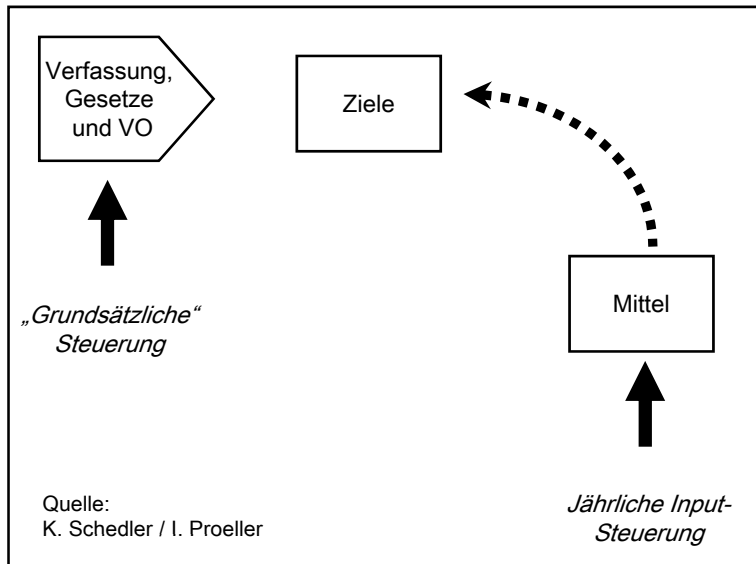 Verfassung,
Gesetze
und VO
Ziele
Mittel
„Grundsätzliche“
Steuerung
Jährliche Input-
Steuerung
Quelle:
K. Schedler / I. Proeller